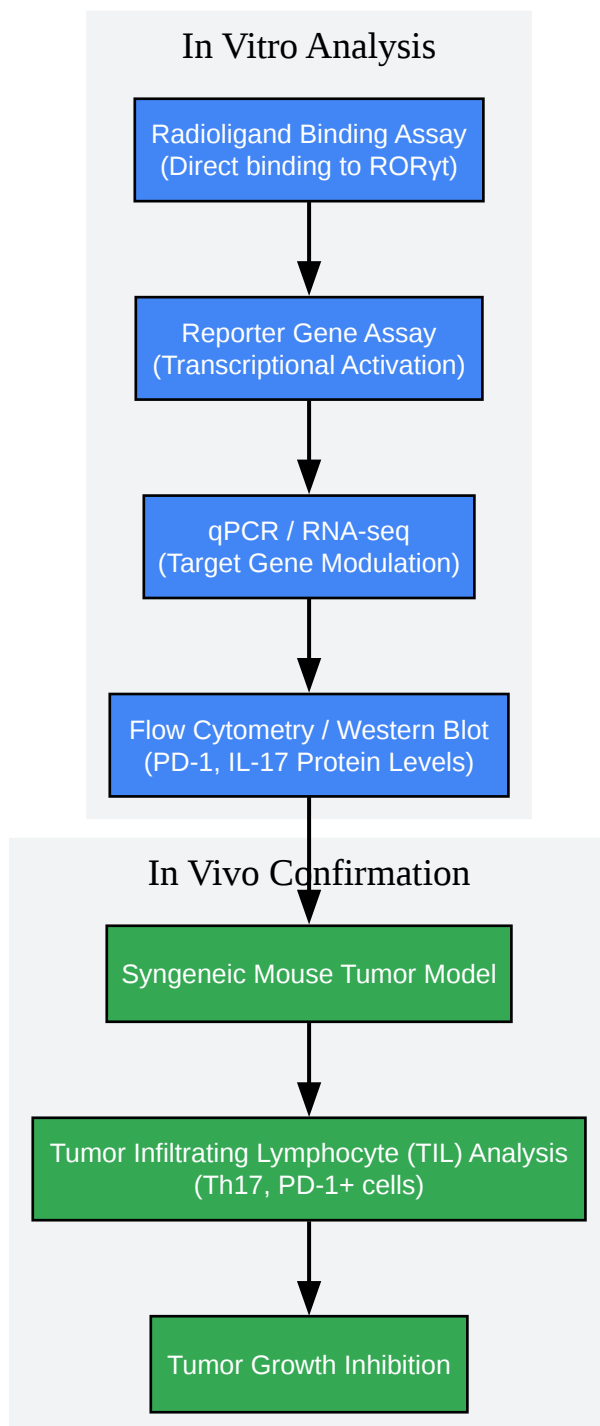 In Vitro Analysis
Radioligand Binding Assay
(Direct binding to RORγt)
Reporter Gene Assay
(Transcriptional Activation)
qPCR / RNA-seq
(Target Gene Modulation)
Flow Cytometry / Western Blot
(PD-1, IL-17 Protein Levels)
In Vivo Confirmation
Syngeneic Mouse Tumor Model
Tumor Infiltrating Lymphocyte (TIL) Analysis
(Th17, PD-1+ cells)
Tumor Growth Inhibition